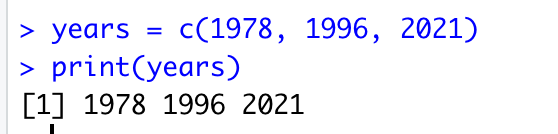 > years = c(1978, 1996, 2021)
> print(years)
[1] 1978 1996 2021